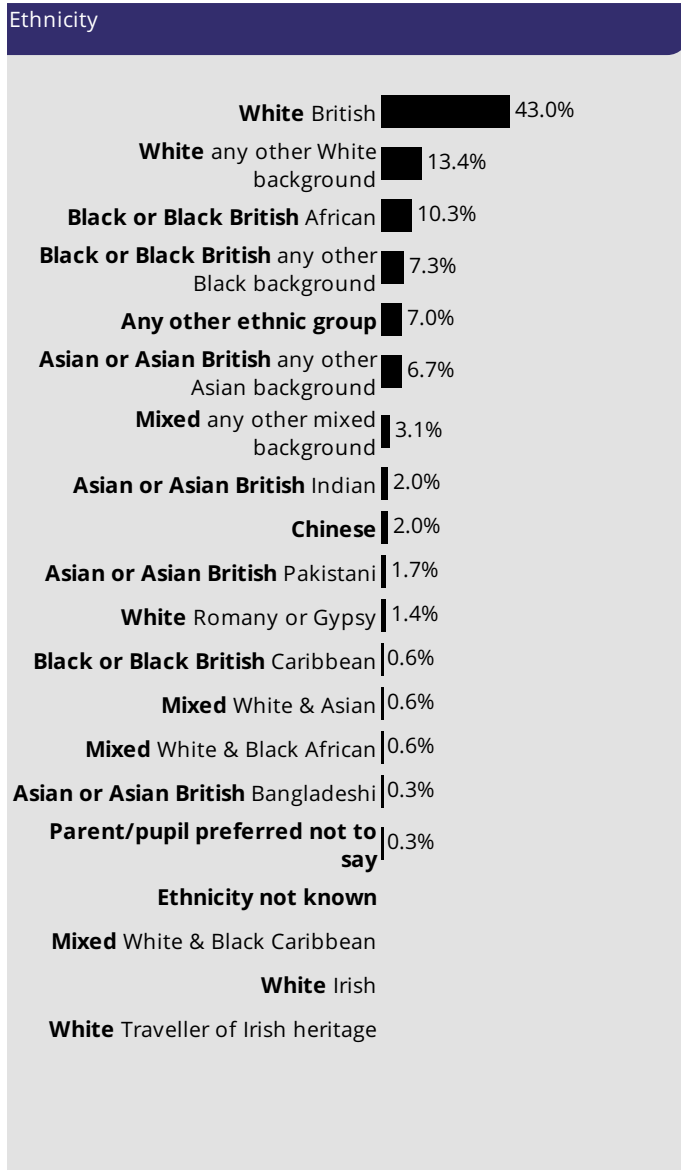 Ethnicity
White British 43.0%
White any other White
background 13.4%
Black or Black British African 10.3%
Black or Black British any other
Black background 7.3%
Any other ethnic group 7.0%
Asian or Asian British any other
Asian background 6.7%
Mixed any other mixed
background 3.1%
Asian or Asian British Indian 2.0%
Chinese 2.0%
Asian or Asian British Pakistani 1.7%
White Romany or Gypsy 1.4%
Black or Black British Caribbean 0.6%
Mixed White & Asian 0.6%
Mixed White & Black African 0.6%
Asian or Asian British Bangladeshi 0.3%
Parent/pupil preferred not to
say 0.3%
Ethnicity not known
Mixed White & Black Caribbean
White Irish
White Traveller of Irish heritage